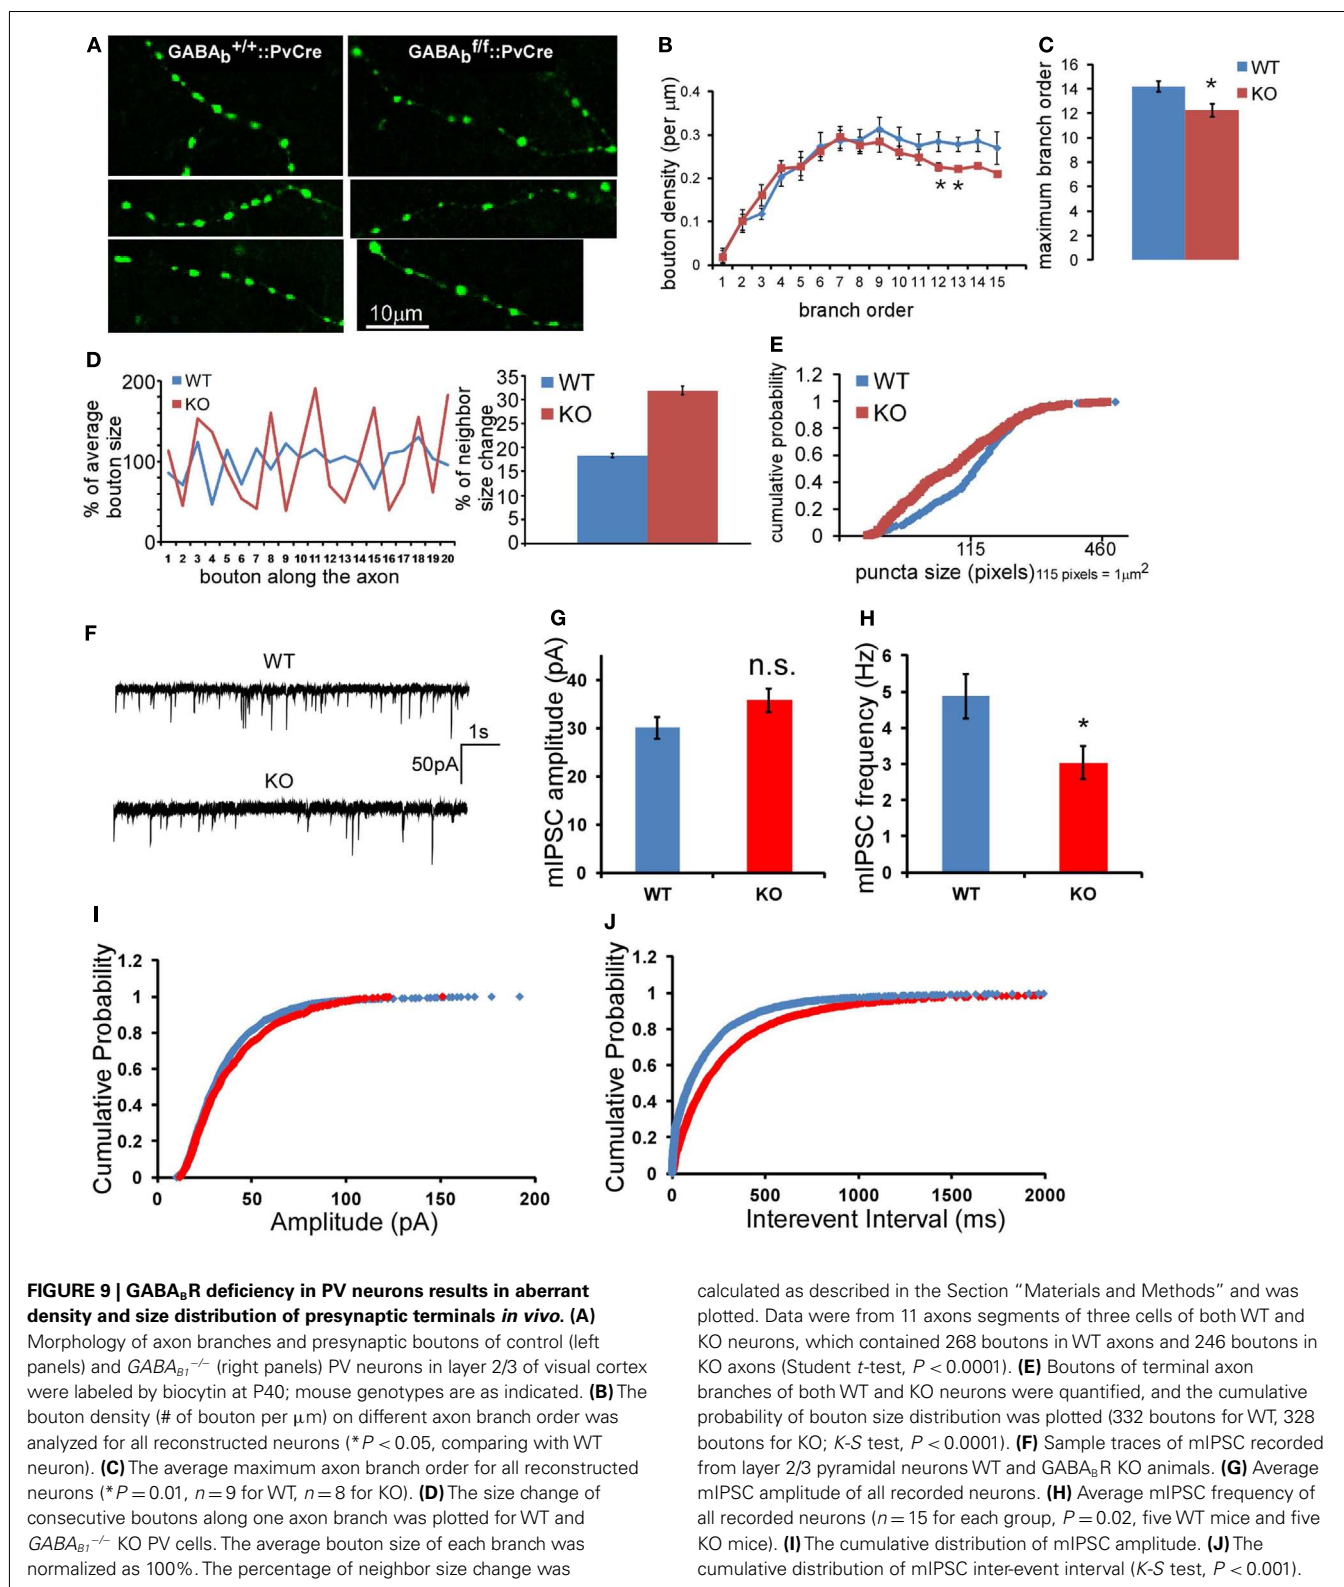 A
GABAb+/+::PvCre
GABAbf/f::PvCre
10μm
B
bouton density (per μm)
0.4
0.3
0.2
0.1
0
* *
1 2 3 4 5 6 7 8 9 10 11 12 13 14 15
branch order
C
WT
KO
maximum branch order
16
14
12
10
8
6
4
2
0
*
D
WT
KO
% of average
bouton size
200
100
0
1 2 3 4 5 6 7 8 9 10 11 12 13 14 15 16 17 18 19 20
bouton along the axon
% of neighbor
size change
35
30
25
20
15
10
5
0
WT
KO
E
WT
KO
cumulative probability
1.2
1
0.8
0.6
0.4
0.2
0
115 460
puncta size (pixels) 115 pixels = 1μm2
F
WT
1s
50pA
KO
G
mIPSC amplitude (pA)
40
30
20
10
0
n.s.
WT KO
H
mIPSC frequency (Hz)
6
5
4
3
2
1
0
*
WT KO
I
Cumulative Probability
1.2
1
0.8
0.6
0.4
0.2
0
0 50 100 150 200
Amplitude (pA)
J
Cumulative Probability
1.2
1
0.8
0.6
0.4
0.2
0
0 500 1000 1500 2000
Interevent Interval (ms)
FIGURE 9 | GABABR deficiency in PV neurons results in aberrant
density and size distribution of presynaptic terminals in vivo. (A)
Morphology of axon branches and presynaptic boutons of control (left
panels) and GABAB1−/− (right panels) PV neurons in layer 2/3 of visual cortex
were labeled by biocytin at P40; mouse genotypes are as indicated. (B) The
bouton density (# of bouton per μm) on different axon branch order was
analyzed for all reconstructed neurons (*P < 0.05, comparing with WT
neuron). (C) The average maximum axon branch order for all reconstructed
neurons (*P = 0.01, n = 9 for WT, n = 8 for KO). (D) The size change of
consecutive boutons along one axon branch was plotted for WT and
GABAB1−/− KO PV cells. The average bouton size of each branch was
normalized as 100%. The percentage of neighbor size change was
calculated as described in the Section “Materials and Methods” and was
plotted. Data were from 11 axons segments of three cells of both WT and
KO neurons, which contained 268 boutons in WT axons and 246 boutons in
KO axons (Student t-test, P < 0.0001). (E) Boutons of terminal axon
branches of both WT and KO neurons were quantified, and the cumulative
probability of bouton size distribution was plotted (332 boutons for WT, 328
boutons for KO; K-S test, P < 0.0001). (F) Sample traces of mIPSC recorded
from layer 2/3 pyramidal neurons WT and GABABR KO animals. (G) Average
mIPSC amplitude of all recorded neurons. (H) Average mIPSC frequency of
all recorded neurons (n = 15 for each group, P = 0.02, five WT mice and five
KO mice). (I) The cumulative distribution of mIPSC amplitude. (J) The
cumulative distribution of mIPSC inter-event interval (K-S test, P < 0.001).